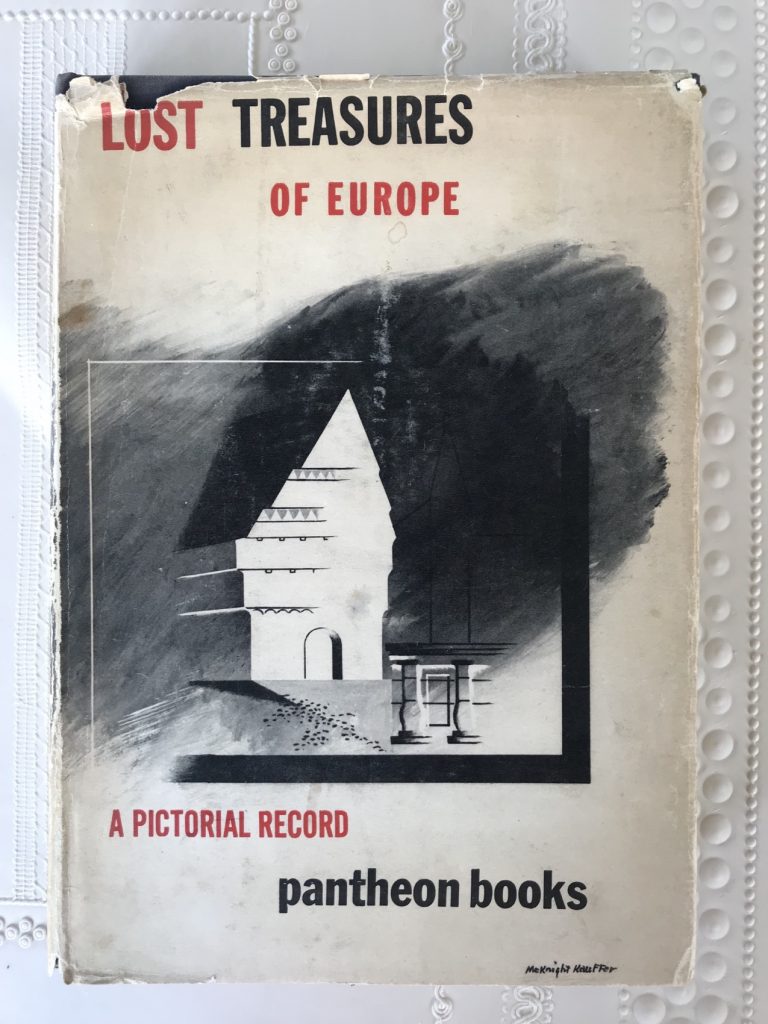 LOST TREASURES
OF EUROPE
A PICTORIAL RECORD
pantheon books
McKnight Kauffer